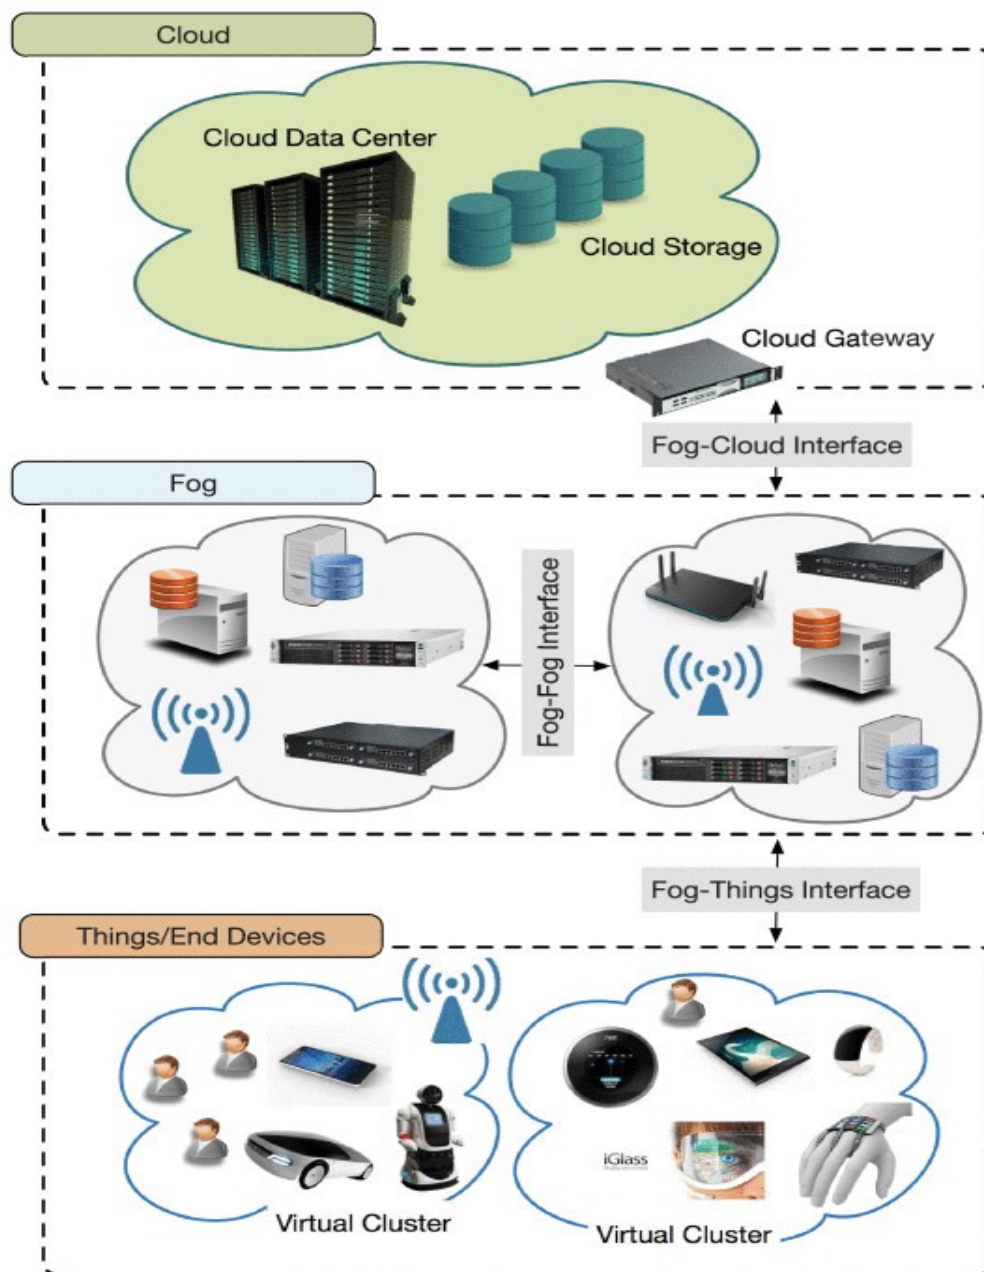 Cloud
Cloud Data Center
Cloud Storage
Cloud Gateway
Fog-Cloud Interface
Fog
Fog-Fog Interface
Fog-Things Interface
Things/End Devices
iGlass
Virtual Cluster
Virtual Cluster